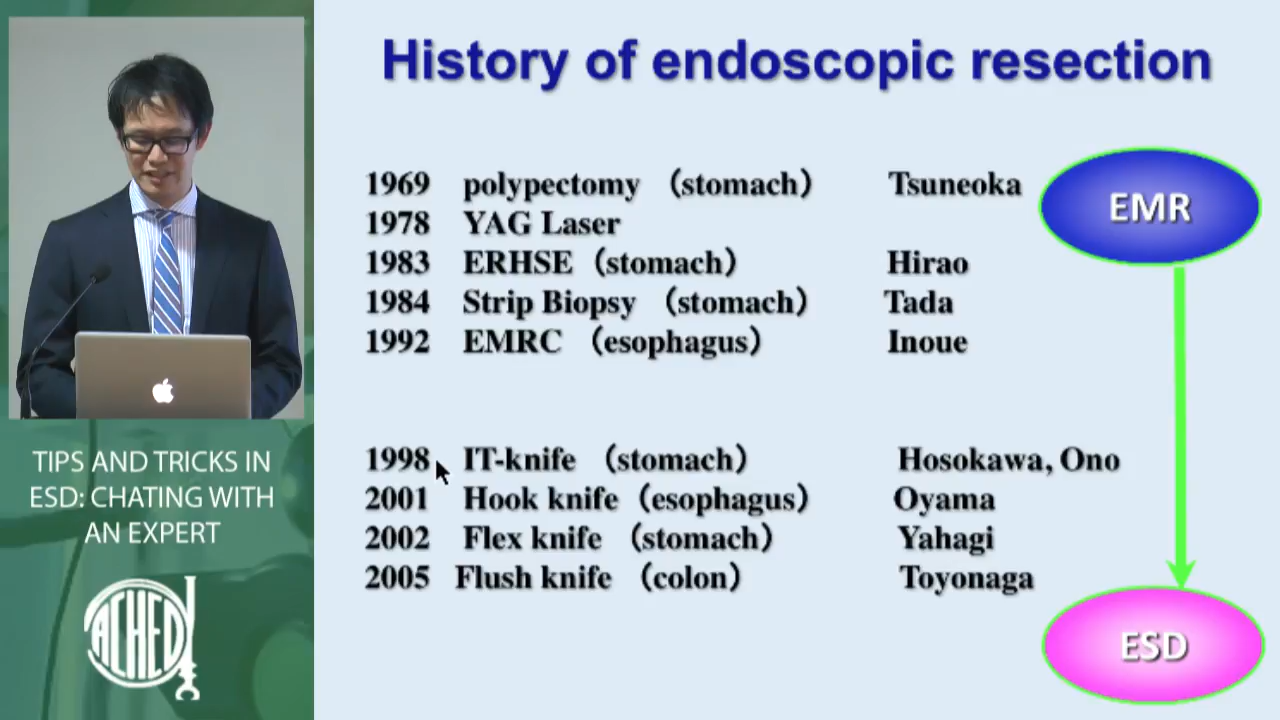 History of endoscopic resection
1969 polypectomy （stomach） Tsuneoka
1978 YAG Laser
1983 ERHSE（stomach） Hirao
1984 Strip Biopsy （stomach） Tada
1992 EMRC （esophagus） Inoue
1998 IT-knife （stomach） Hosokawa, Ono
2001 Hook knife（esophagus） Oyama
2002 Flex knife （stomach） Yahagi
2005 Flush knife （colon） Toyonaga
EMR
ESD
TIPS AND TRICKS IN
ESD: CHATING WITH
AN EXPERT
ACHED